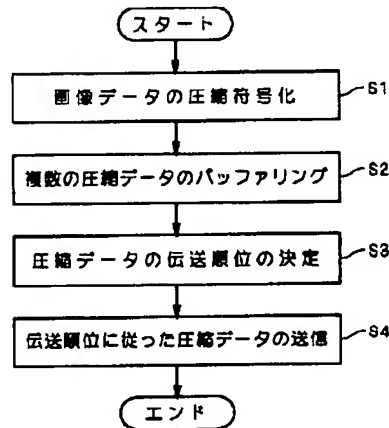 スタート
画像データの圧縮符号化 S1
複数の圧縮データのバッファリング S2
圧縮データの伝送順位の決定 S3
伝送順位に従った圧縮データの送信 S4
エンド